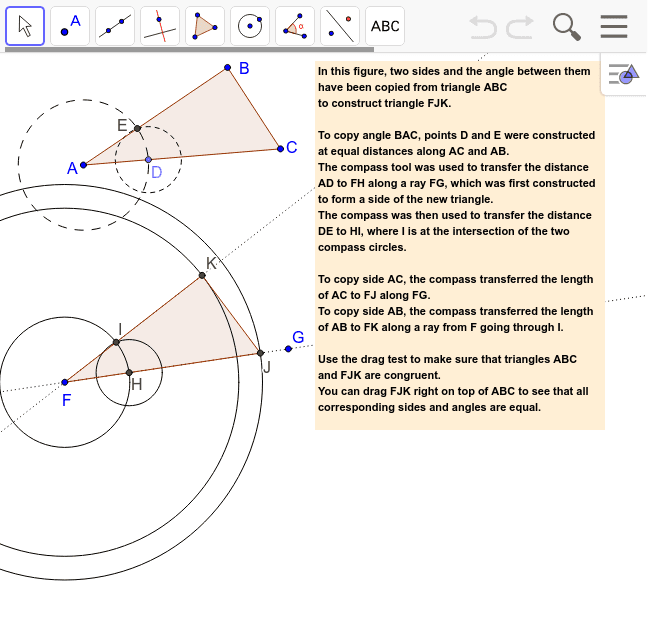 A
ABC
B
E
C
A
D
K
I
G
J
H
F
In this figure, two sides and the angle between them
have been copied from triangle ABC
to construct triangle FJK.
To copy angle BAC, points D and E were constructed
at equal distances along AC and AB.
The compass tool was used to transfer the distance
AD to FH along a ray FG, which was first constructed
to form a side of the new triangle.
The compass was then used to transfer the distance
DE to HI, where I is at the intersection of the two
compass circles.
To copy side AC, the compass transferred the length
of AC to FJ along FG.
To copy side AB, the compass transferred the length
of AB to FK along a ray from F going through I.
Use the drag test to make sure that triangles ABC
and FJK are congruent.
You can drag FJK right on top of ABC to see that all
corresponding sides and angles are equal.